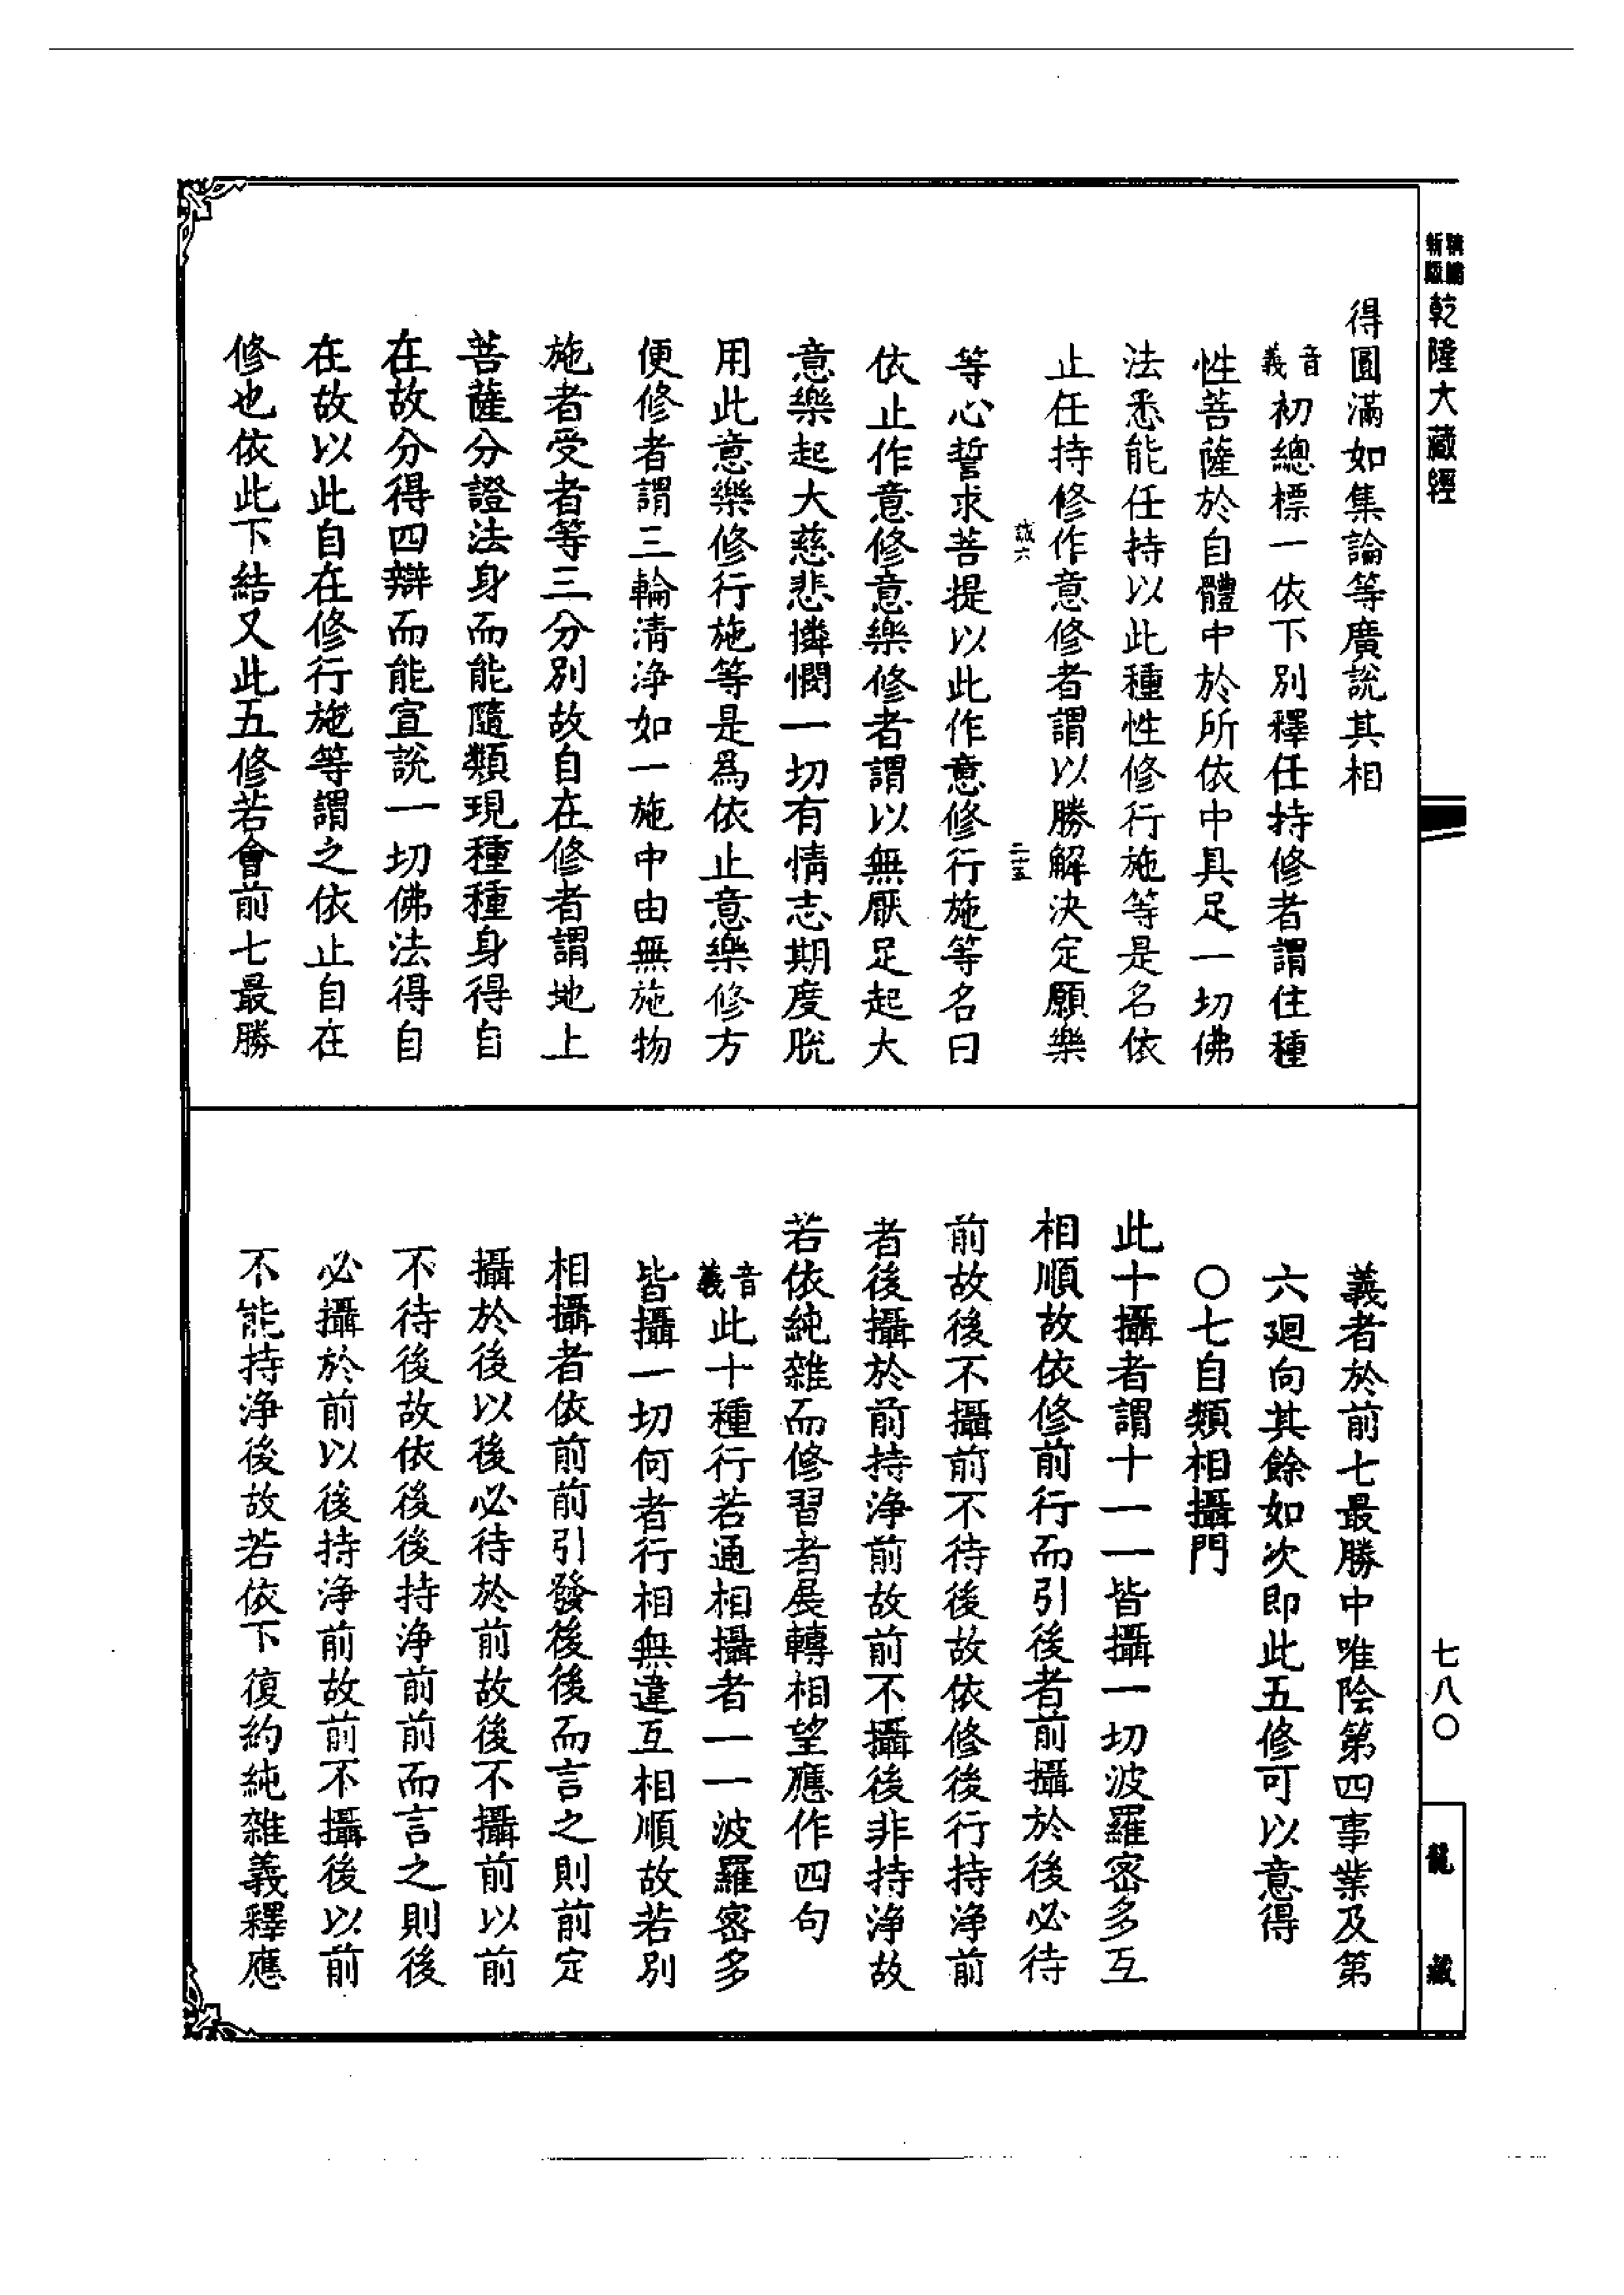 新版
精編
乾隆大藏經
七八〇
龍藏
得圓滿如集論等廣說其相
音義初總標一依下別釋任持修者謂住種
性菩薩於自體中於所依中具足一切佛
法悉能任持以此種性修行施等是名依
止任持修作意修者謂以勝解決定願樂
誠六
二十五
等心誓求菩提以此作意修行施等名曰
依止作意修意樂修者謂以無厭足起大
意樂起大慈悲憐憫一切有情志期度脫
用此意樂修行施等是爲依止意樂修方
便修者謂三輪清淨如一施中由無施物
施者受者等三分別故自在修者謂地上
菩薩分證法身而能隨類現種種身得自
在故分得四辯而能宣說一切佛法得自
在故以此自在修行施等謂之依止自在
修也依此下結又此五修若會前七最勝
義者於前七最勝中唯除第四事業及第
六迴向其餘如次即此五修可以意得
〇七自類相攝門
此十攝者謂十一一皆攝一切波羅密多互
相順故依修前行而引後者前攝於後必待
前故後不攝前不待後故依修後行持淨前
者後攝於前持淨前故前不攝後非持淨故
若依純雜而修習者展轉相望應作四句
音義此十種行若通相攝者一一波羅密多
皆攝一切何者行相無違互相順故若別
相攝者依前前引發後後而言之則前定
攝於後以後必待於前故後不攝前以前
不待後故依後後持淨前前而言之則後
必攝於前以後持淨前故前不攝後以前
不能持淨後故若依下復約純雜義釋應